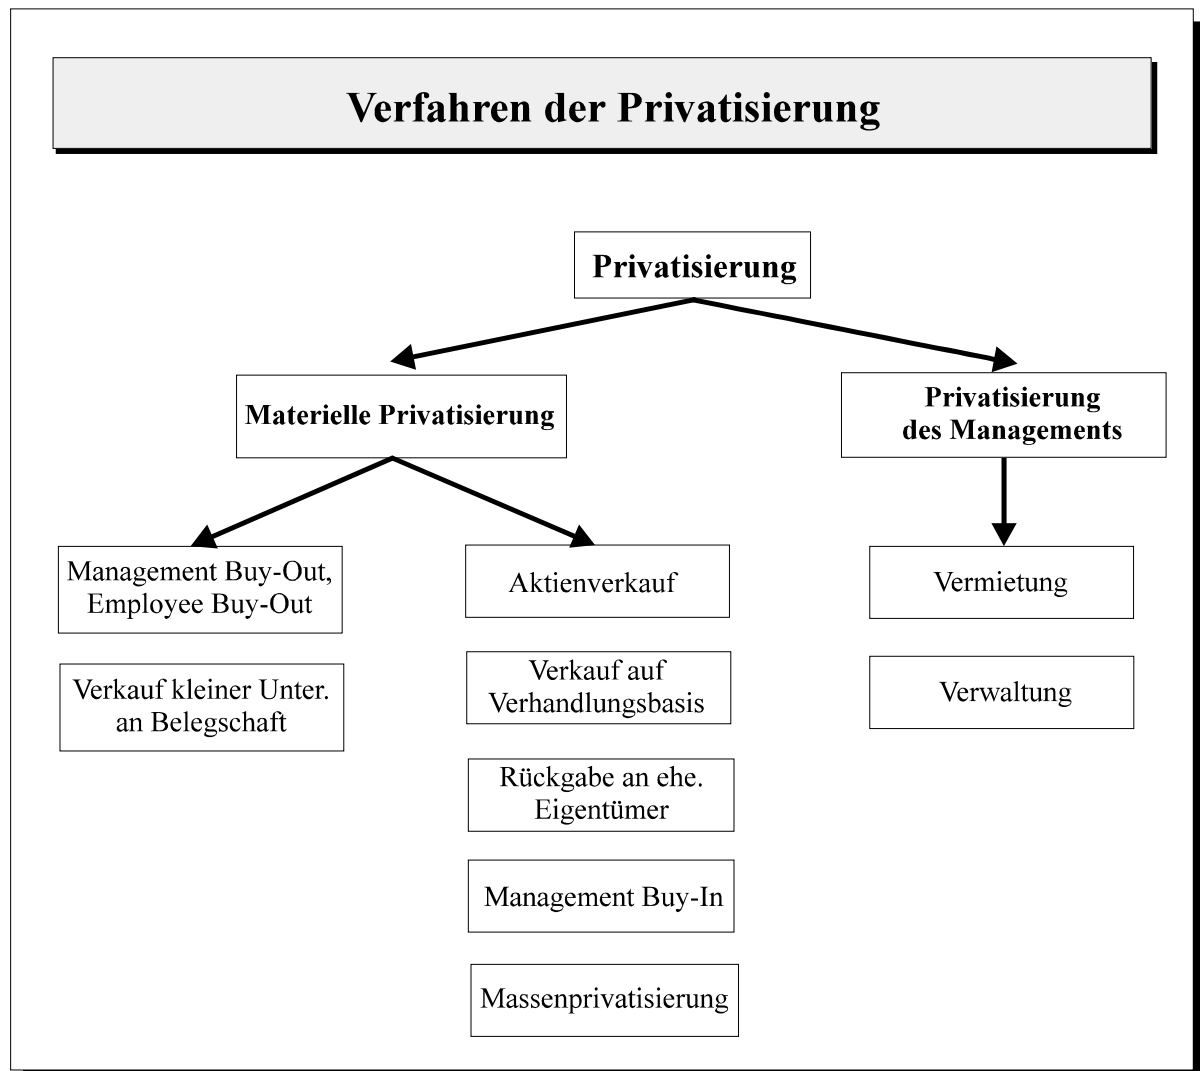 Verfahren der Privatisierung
Privatisierung
Materielle Privatisierung
Privatisierung
des Managements
Management Buy-Out,
Employee Buy-Out
Verkauf kleiner Unter.
an Belegschaft
Aktienverkauf
Verkauf auf
Verhandlungsbasis
Rückgabe an ehe.
Eigentümer
Management Buy-In
Massenprivatisierung
Vermietung
Verwaltung